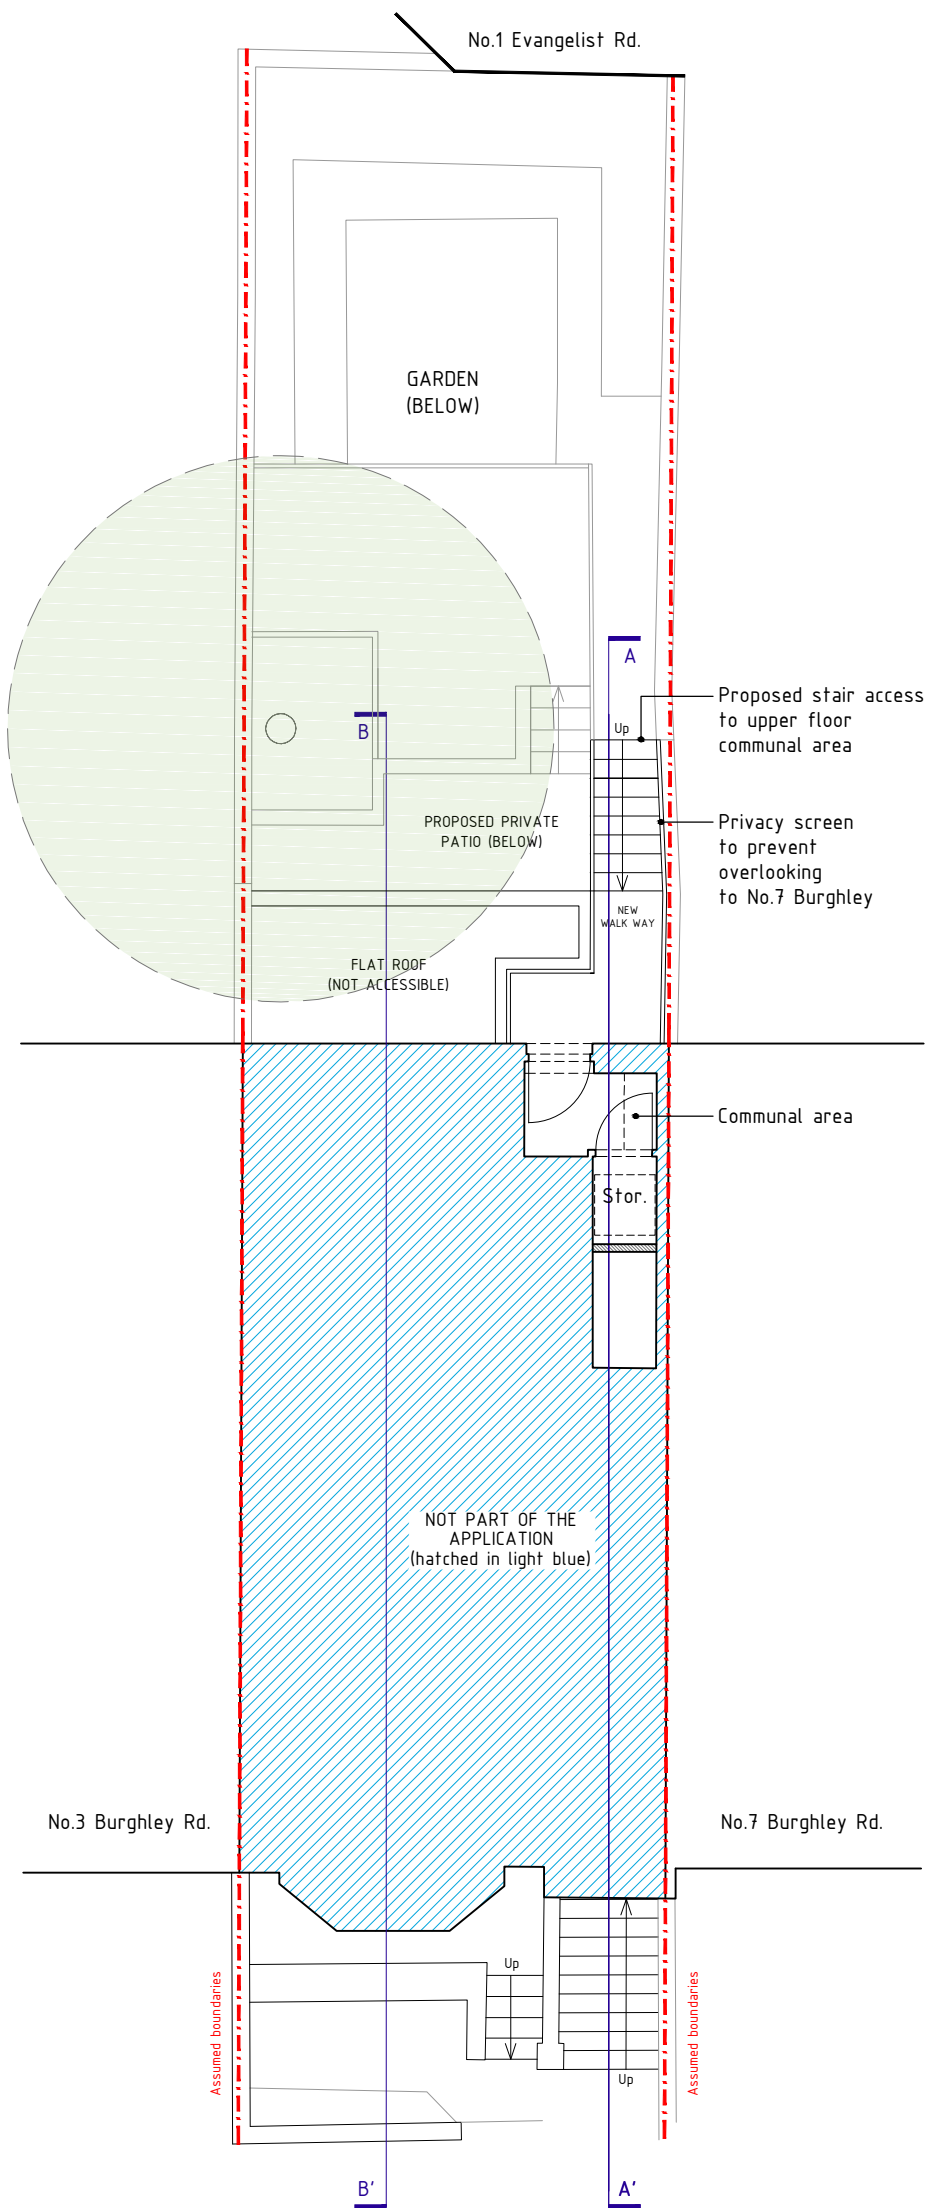 No.1 Evangelist Rd.
GARDEN
(BELOW)
A
B
Up
Proposed stair access
to upper floor
communal area
PROPOSED PRIVATE
PATIO (BELOW)
Privacy screen
to prevent
overlooking
to No.7 Burghley
NEW
WALK WAY
FLAT ROOF
(NOT ACCESSIBLE)
Communal area
Stor.
NOT PART OF THE
APPLICATION
(hatched in light blue)
No.3 Burghley Rd.
No.7 Burghley Rd.
Up
Assumed boundaries
Assumed boundaries
Up
B'
A'